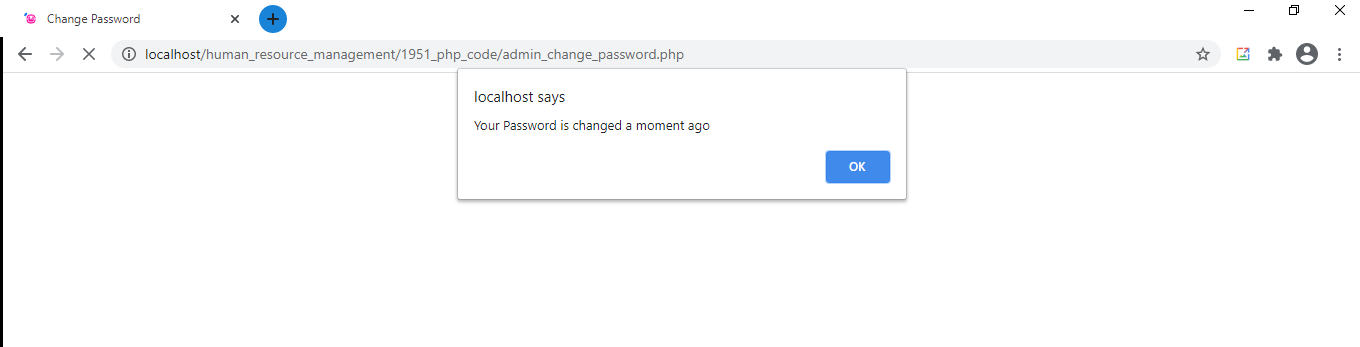 Change Password
localhost/human_resource_management/1951_php_code/admin_change_password.php
localhost says
Your Password is changed a moment ago
OK